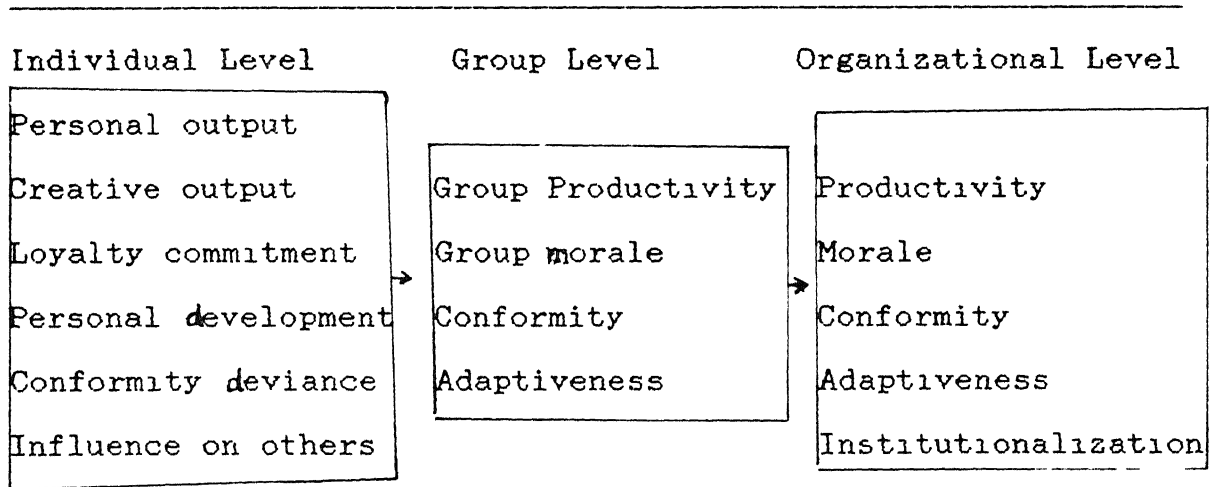 Individual Level Group Level Organizational Level
Personal output
Creative output Group Productivity Productivity
Loyalty commitment Group morale Morale
Personal development Conformity Conformity
Conformity deviance Adaptiveness Adaptiveness
Influence on others Institutionalization